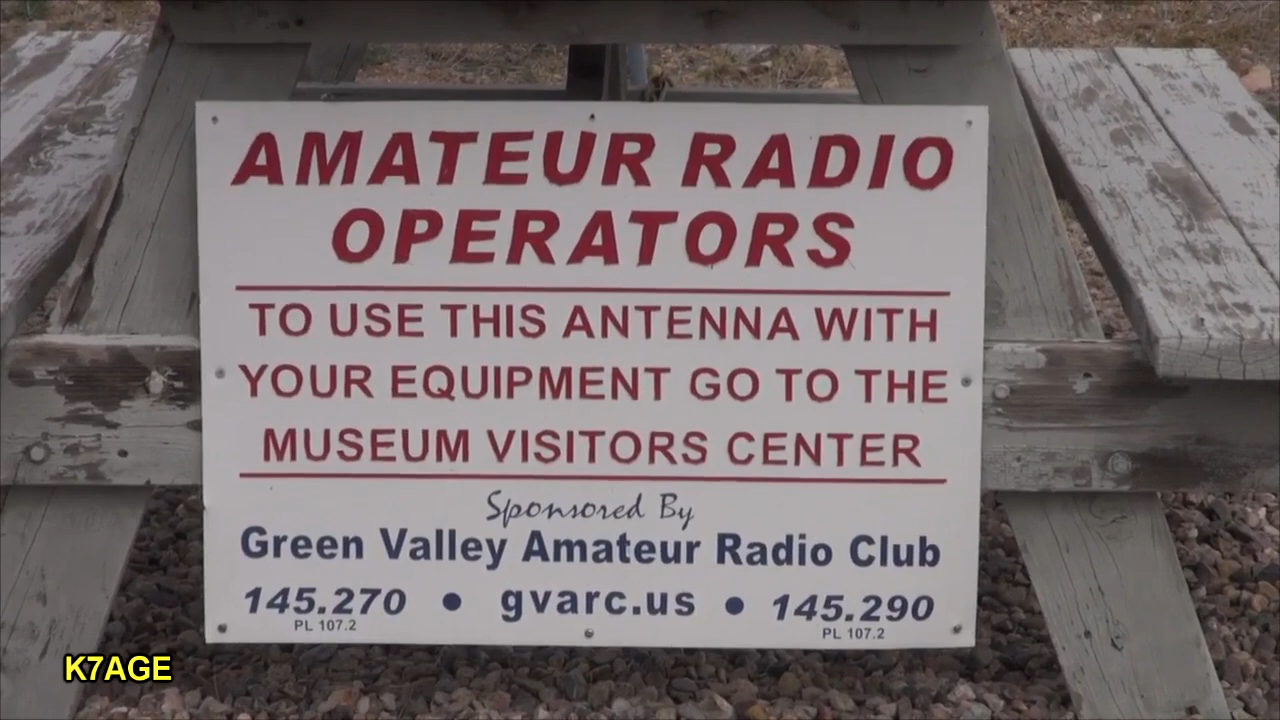 AMATEUR RADIO
OPERATORS
TO USE THIS ANTENNA WITH
YOUR EQUIPMENT GO TO THE
MUSEUM VISITORS CENTER
Sponsored By
Green Valley Amateur Radio Club
145.270 • gvarc.us • 145.290
PL 107.2 PL 107.2
K7AGE